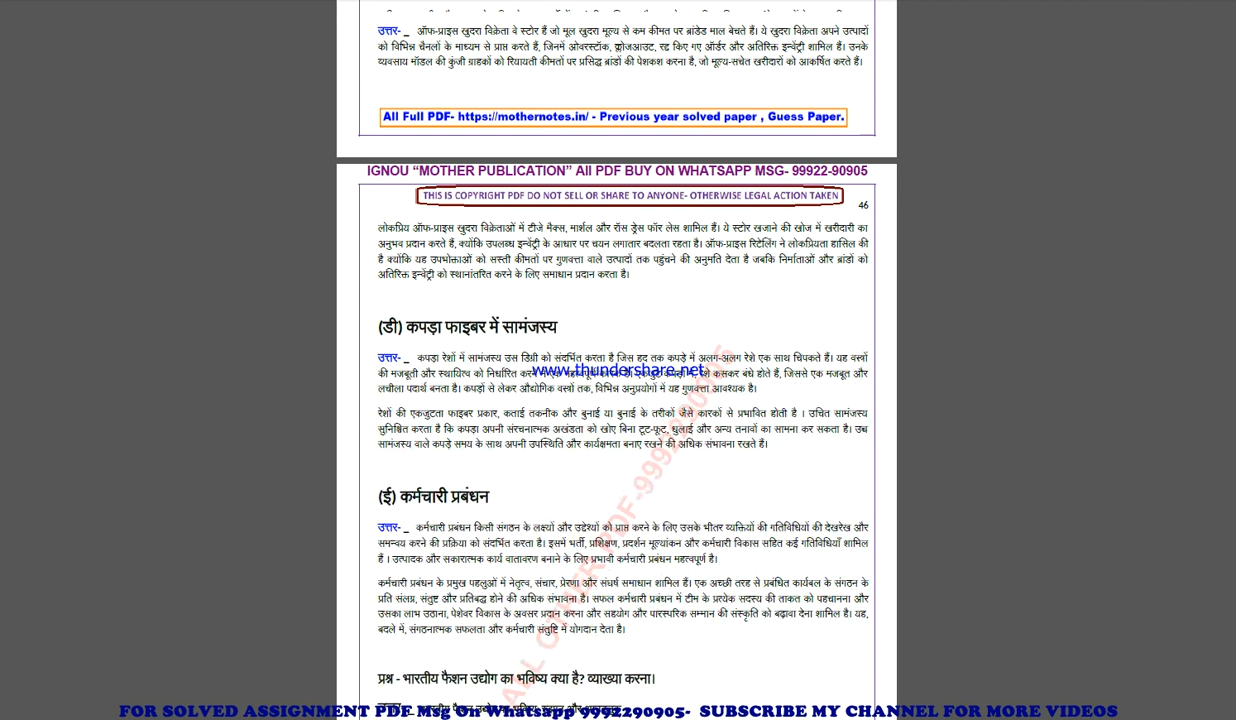 उत्तर- _ ऑफ-प्राइस खुदरा विक्रेता वे स्टोर हैं जो मूल खुदरा मूल्य से कम कीमत पर ब्रांडेड माल बेचते हैं। ये खुदरा विक्रेता अपने उत्पादों
को विभिन्न चैनलों के माध्यम से प्राप्त करते हैं, जिनमें ओवरस्टॉक, क्लोजआउट, रद्द किए गए ऑर्डर और अतिरिक्त इन्वेंट्री शामिल हैं। उनके
व्यवसाय मॉडल की कुंजी ग्राहकों को रियायती कीमतों पर प्रसिद्ध ब्रांडों की पेशकश करना है, जो मूल्य-सचेत खरीदारों को आकर्षित करते हैं।
All Full PDF- https://mothernotes.in/ - Previous year solved paper , Guess Paper.
IGNOU “MOTHER PUBLICATION” All PDF BUY ON WHATSAPP MSG- 99922-90905
THIS IS COPYRIGHT PDF DO NOT SELL OR SHARE TO ANYONE- OTHERWISE LEGAL ACTION TAKEN
46
लोकप्रिय ऑफ-प्राइस खुदरा विक्रेताओं में टीजे मैक्स, मार्शल और रॉस ड्रेस फॉर लेस शामिल हैं। ये स्टोर खजाने की खोज में खरीदारी का
अनुभव प्रदान करते हैं, क्योंकि उपलब्ध इन्वेंट्री के आधार पर चयन लगातार बदलता रहता है। ऑफ-प्राइस रिटेलिंग ने लोकप्रियता हासिल की
है क्योंकि यह उपभोक्ताओं को सस्ती कीमतों पर गुणवत्ता वाले उत्पादों तक पहुंचने की अनुमति देता है जबकि निर्माताओं और ब्रांडों को
अतिरिक्त इन्वेंट्री को स्थानांतरित करने के लिए समाधान प्रदान करता है।
(डी) कपड़ा फाइबर में सामंजस्य
उत्तर- _ कपड़ा रेशों में सामंजस्य उस डिग्री को संदर्भित करता है जिस हद तक कपड़े में अलग-अलग रेशे एक साथ चिपकते हैं। यह वस्त्रों
की मजबूती और स्थायित्व को निर्धारित करने में एक महत्वपूर्ण कारक है। एकजुट कपड़ों में, रेशे कसकर बंधे होते हैं, जिससे एक मजबूत और
www.thundershare.net
लचीला पदार्थ बनता है। कपड़ों से लेकर औद्योगिक वस्त्रों तक, विभिन्न अनुप्रयोगों में यह गुणवत्ता आवश्यक है।
रेशों की एकजुटता फाइबर प्रकार, कताई तकनीक और बुनाई या बुनाई के तरीकों जैसे कारकों से प्रभावित होती है । उचित सामंजस्य
सुनिश्चित करता है कि कपड़ा अपनी संरचनात्मक अखंडता को खोए बिना टूट-फूट, धुलाई और अन्य तनावों का सामना कर सकता है। उच्च
सामंजस्य वाले कपड़े समय के साथ अपनी उपस्थिति और कार्यक्षमता बनाए रखने की अधिक संभावना रखते हैं।
(ई) कर्मचारी प्रबंधन
उत्तर- _ कर्मचारी प्रबंधन किसी संगठन के लक्ष्यों और उद्देश्यों को प्राप्त करने के लिए उसके भीतर व्यक्तियों की गतिविधियों की देखरेख और
समन्वय करने की प्रक्रिया को संदर्भित करता है। इसमें भर्ती, प्रशिक्षण, प्रदर्शन मूल्यांकन और कर्मचारी विकास सहित कई गतिविधियाँ शामिल
हैं । उत्पादक और सकारात्मक कार्य वातावरण बनाने के लिए प्रभावी कर्मचारी प्रबंधन महत्वपूर्ण है।
कर्मचारी प्रबंधन के प्रमुख पहलुओं में नेतृत्व, संचार, प्रेरणा और संघर्ष समाधान शामिल हैं। एक अच्छी तरह से प्रबंधित कार्यबल के संगठन के
प्रति संलग्न, संतुष्ट और प्रतिबद्ध होने की अधिक संभावना है। सफल कर्मचारी प्रबंधन में टीम के प्रत्येक सदस्य की ताकत को पहचानना और
उसका लाभ उठाना, पेशेवर विकास के अवसर प्रदान करना और सहयोग और पारस्परिक सम्मान की संस्कृति को बढ़ावा देना शामिल है। यह,
बदले में, संगठनात्मक सफलता और कर्मचारी संतुष्टि में योगदान देता है।
प्रश्न - भारतीय फैशन उद्योग का भविष्य क्या है? व्याख्या करना।
FOR SOLVED ASSIGNMENT PDF Msg On Whatsapp 9992290905- SUBSCRIBE MY CHANNEL FOR MORE VIDEOS